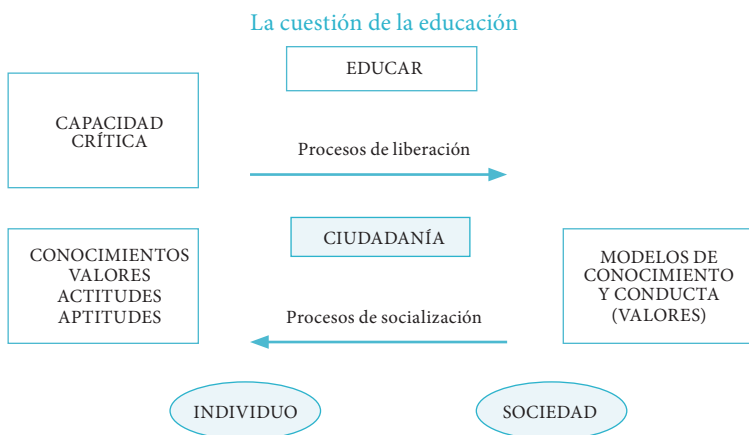 La cuestión de la educación
EDUCAR
CAPACIDAD
CRÍTICA
Procesos de liberación
CIUDADANÍA
CONOCIMIENTOS
VALORES
ACTITUDES
APTITUDES
MODELOS DE
CONOCIMIENTO
Y CONDUCTA
(VALORES)
Procesos de socialización
INDIVIDUO
SOCIEDAD